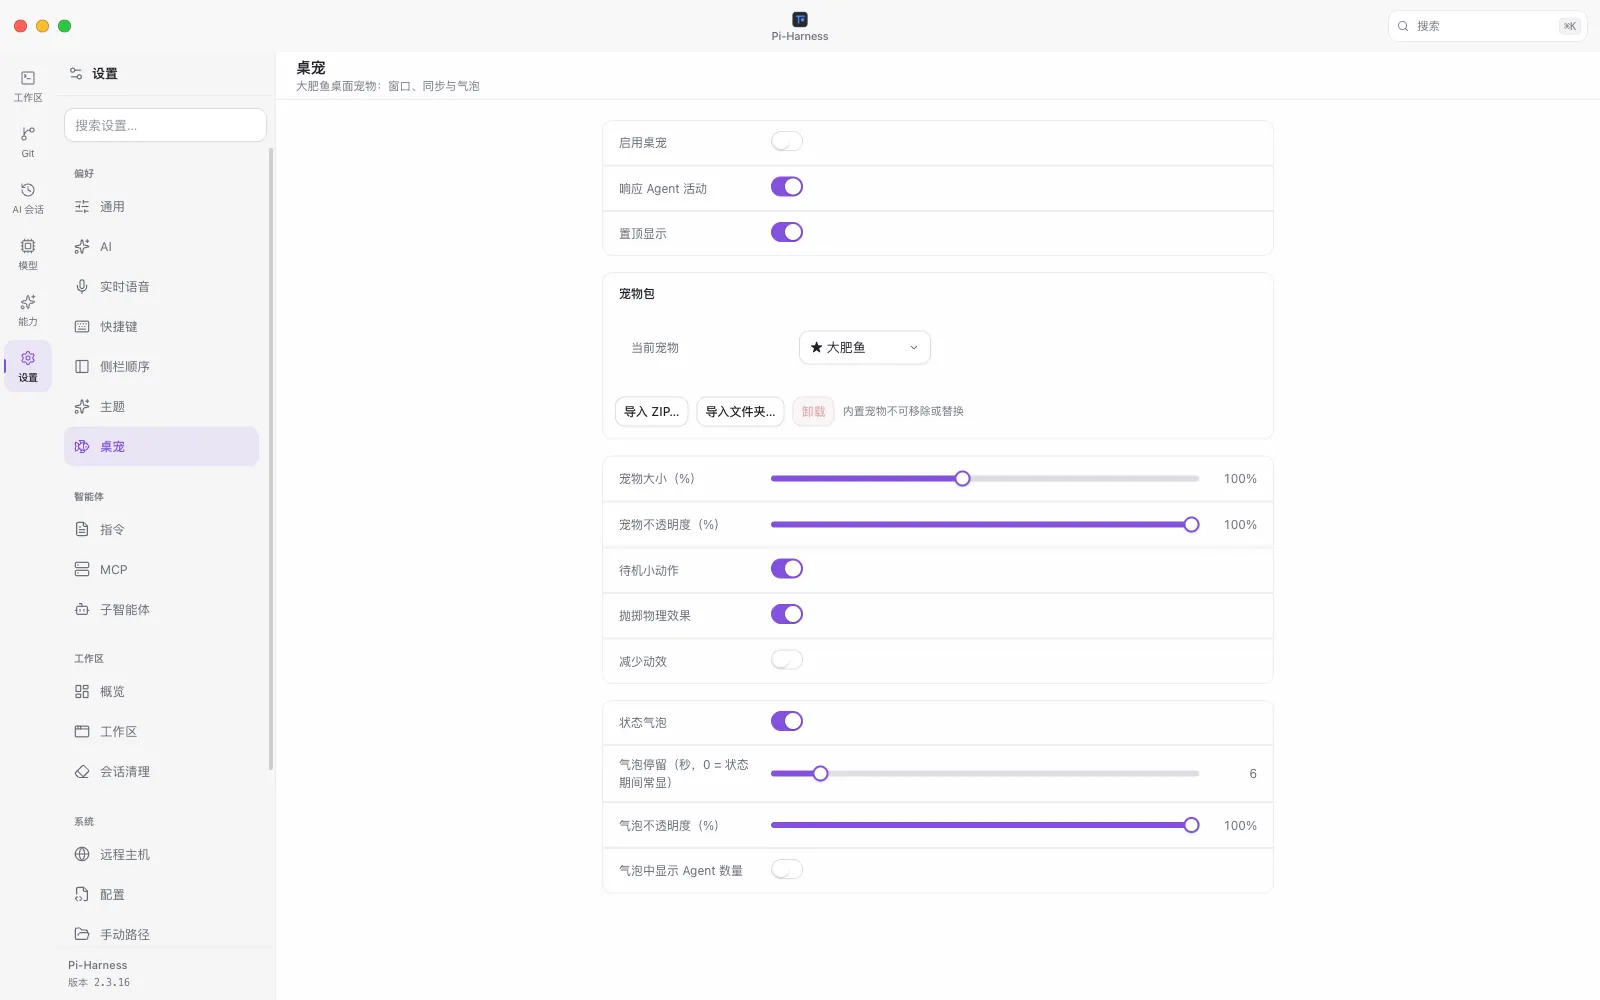 Pi-Harness
搜索
⌘K
工作区
Git
AI 会话
模型
能力
设置
设置
搜索设置...
偏好
通用
AI
实时语音
快捷键
侧栏顺序
主题
桌宠
智能体
指令
MCP
子智能体
工作区
概览
工作区
会话清理
系统
远程主机
配置
手动路径
Pi-Harness
版本 2.3.16
桌宠
大肥鱼桌面宠物：窗口、同步与气泡
启用桌宠
响应 Agent 活动
置顶显示
宠物包
当前宠物
★ 大肥鱼
导入 ZIP...
导入文件夹...
卸载
内置宠物不可移除或替换
宠物大小（%）
100%
宠物不透明度（%）
100%
待机小动作
抛掷物理效果
减少动效
状态气泡
气泡停留（秒，0 = 状态
期间常显）
6
气泡不透明度（%）
100%
气泡中显示 Agent 数量